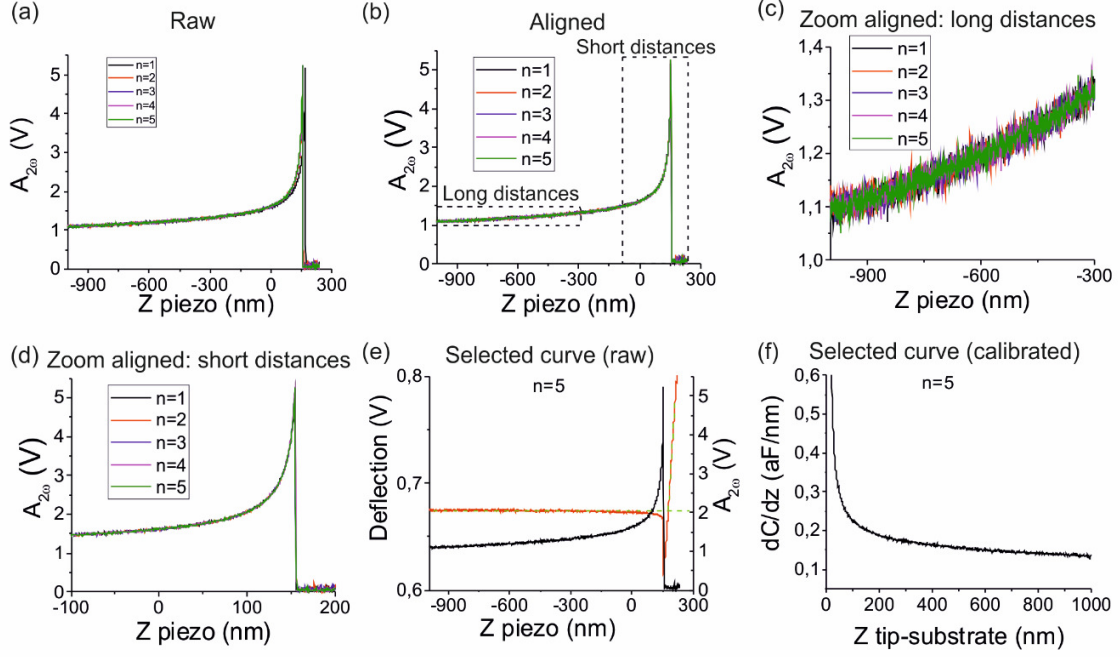 (a)
Raw
n=1
n=2
n=3
n=4
n=5
A2ω (V)
5
4
3
2
1
0
-900 -600 -300 0 300
Z piezo (nm)
(b)
Aligned
Short distances
n=1
n=2
n=3
n=4
n=5
Long distances
A2ω (V)
5
4
3
2
1
0
-900 -600 -300 0 300
Z piezo (nm)
(c)
Zoom aligned: long distances
n=1
n=2
n=3
n=4
n=5
A2ω (V)
1,4
1,3
1,2
1,1
1,0
-900 -600 -300
Z piezo (nm)
(d)
Zoom aligned: short distances
n=1
n=2
n=3
n=4
n=5
A2ω (V)
5
4
3
2
1
0
-100 0 100 200
Z piezo (nm)
(e)
Selected curve (raw)
n=5
Deflection (V)
0,8
0,7
0,6
A2ω (V)
5
4
3
2
1
0
-900 -600 -300 0 300
Z piezo (nm)
(f)
Selected curve (calibrated)
n=5
dC/dz (aF/nm)
0,6
0,5
0,4
0,3
0,2
0,1
0 200 400 600 800 1000
Z tip-substrate (nm)